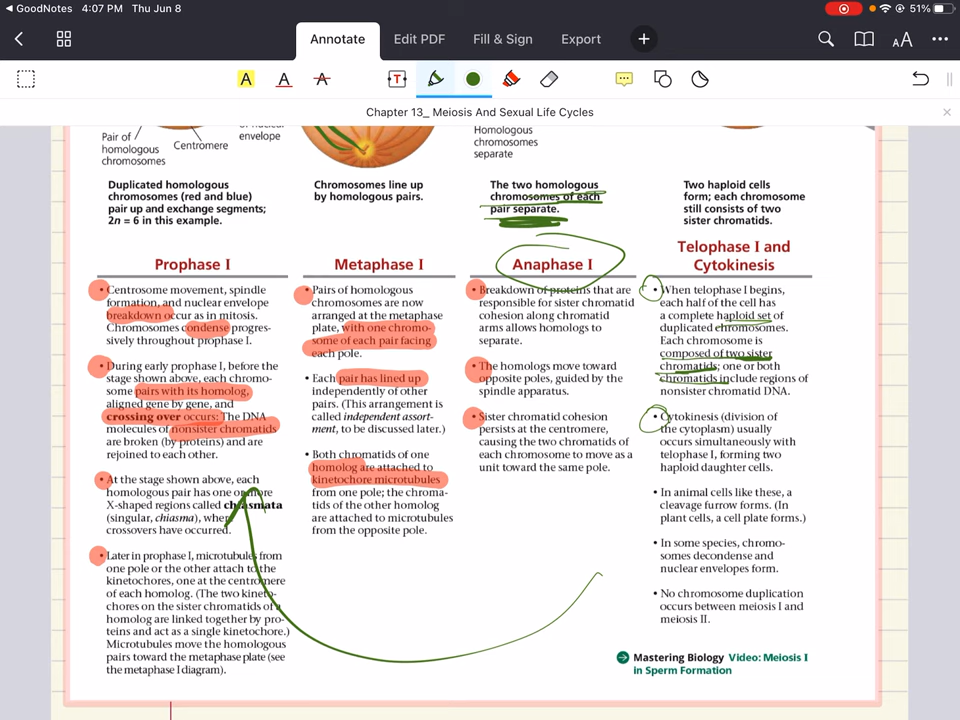 GoodNotes 4:07 PM Thu Jun 8 51%
Annotate Edit PDF Fill & Sign Export
A A A T
Chapter 13_ Meiosis And Sexual Life Cycles
Pair of
homologous
chromosomes
Centromere
envelope
Homologous
chromosomes
separate
Duplicated homologous
chromosomes (red and blue)
pair up and exchange segments;
2n = 6 in this example.
Chromosomes line up
by homologous pairs.
The two homologous
chromosomes of each
pair separate.
Two haploid cells
form; each chromosome
still consists of two
sister chromatids.
Prophase I
• Centrosome movement, spindle
formation, and nuclear envelope
breakdown occur as in mitosis.
Chromosomes condense progres-
sively throughout prophase I.
• During early prophase I, before the
stage shown above, each chromo-
some pairs with its homolog,
aligned gene by gene, and
crossing over occurs: The DNA
molecules of nonsister chromatids
are broken (by proteins) and are
rejoined to each other.
• At the stage shown above, each
homologous pair has one or more
X-shaped regions called chiasmata
(singular, chiasma), where
crossovers have occurred.
• Later in prophase I, microtubules from
one pole or the other attach to the
kinetochores, one at the centromere
of each homolog. (The two kineto-
chores on the sister chromatids of a
homolog are linked together by pro-
teins and act as a single kinetochore.)
Microtubules move the homologous
pairs toward the metaphase plate (see
the metaphase I diagram).
Metaphase I
• Pairs of homologous
chromosomes are now
arranged at the metaphase
plate, with one chromo-
some of each pair facing
each pole.
• Each pair has lined up
independently of other
pairs. (This arrangement is
called independent assort-
ment, to be discussed later.)
• Both chromatids of one
homolog are attached to
kinetochore microtubules
from one pole; the chroma-
tids of the other homolog
are attached to microtubules
from the opposite pole.
Anaphase I
• Breakdown of proteins that are
responsible for sister chromatid
cohesion along chromatid
arms allows homologs to
separate.
• The homologs move toward
opposite poles, guided by the
spindle apparatus.
• Sister chromatid cohesion
persists at the centromere,
causing the two chromatids of
each chromosome to move as a
unit toward the same pole.
Telophase I and
Cytokinesis
• When telophase I begins,
each half of the cell has
a complete haploid set of
duplicated chromosomes.
Each chromosome is
composed of two sister
chromatids; one or both
chromatids include regions of
nonsister chromatid DNA.
• Cytokinesis (division of
the cytoplasm) usually
occurs simultaneously with
telophase I, forming two
haploid daughter cells.
• In animal cells like these, a
cleavage furrow forms. (In
plant cells, a cell plate forms.)
• In some species, chromo-
somes decondense and
nuclear envelopes form.
• No chromosome duplication
occurs between meiosis I and
meiosis II.
Mastering Biology Video: Meiosis I
in Sperm Formation